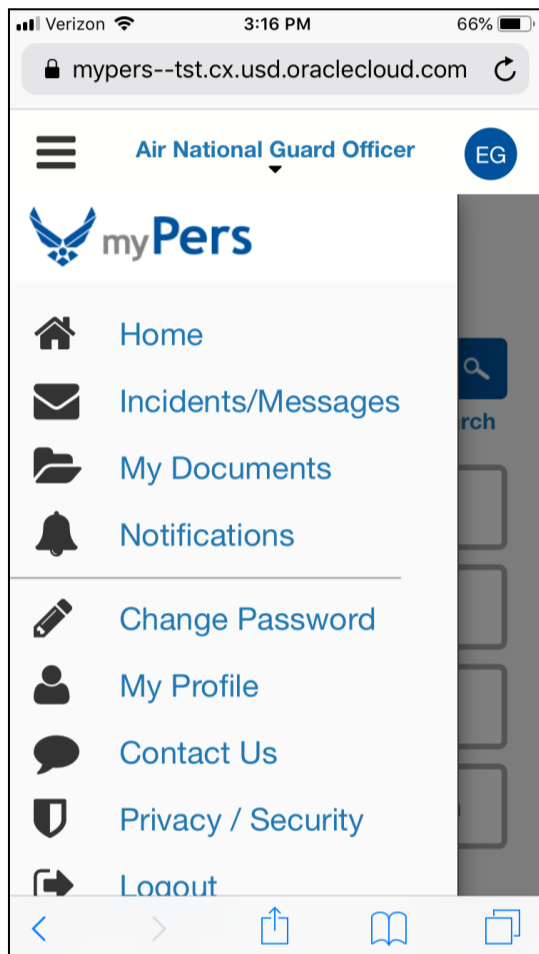 Verizon 3:16 PM 66%
mypers--tst.cx.usd.oraclecloud.com
Air National Guard Officer EG
myPers
Home
Incidents/Messages
rch
My Documents
Notifications
Change Password
My Profile
Contact Us
Privacy / Security
Logout